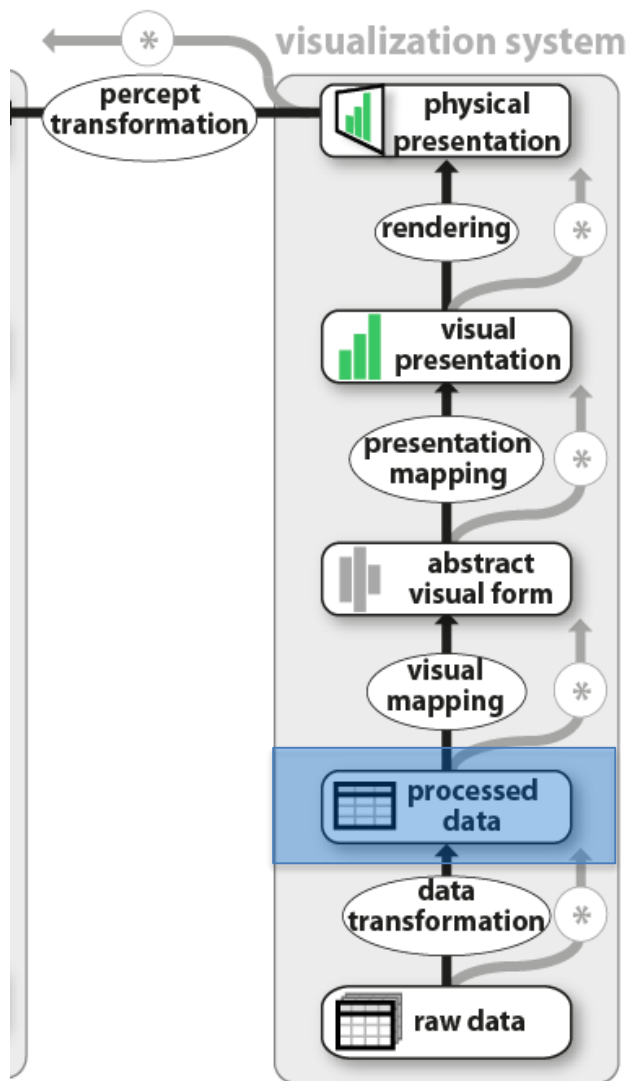 *
visualization system
percept
transformation
physical
presentation
rendering
*
visual
presentation
presentation
mapping
*
abstract
visual form
visual
mapping
*
processed
data
data
transformation
*
raw data